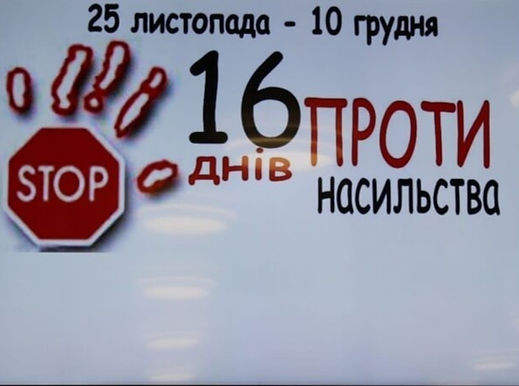 25 листопада - 10 грудня
16 ПРОТИ
днів
НАСИЛЬСТВА
STOP